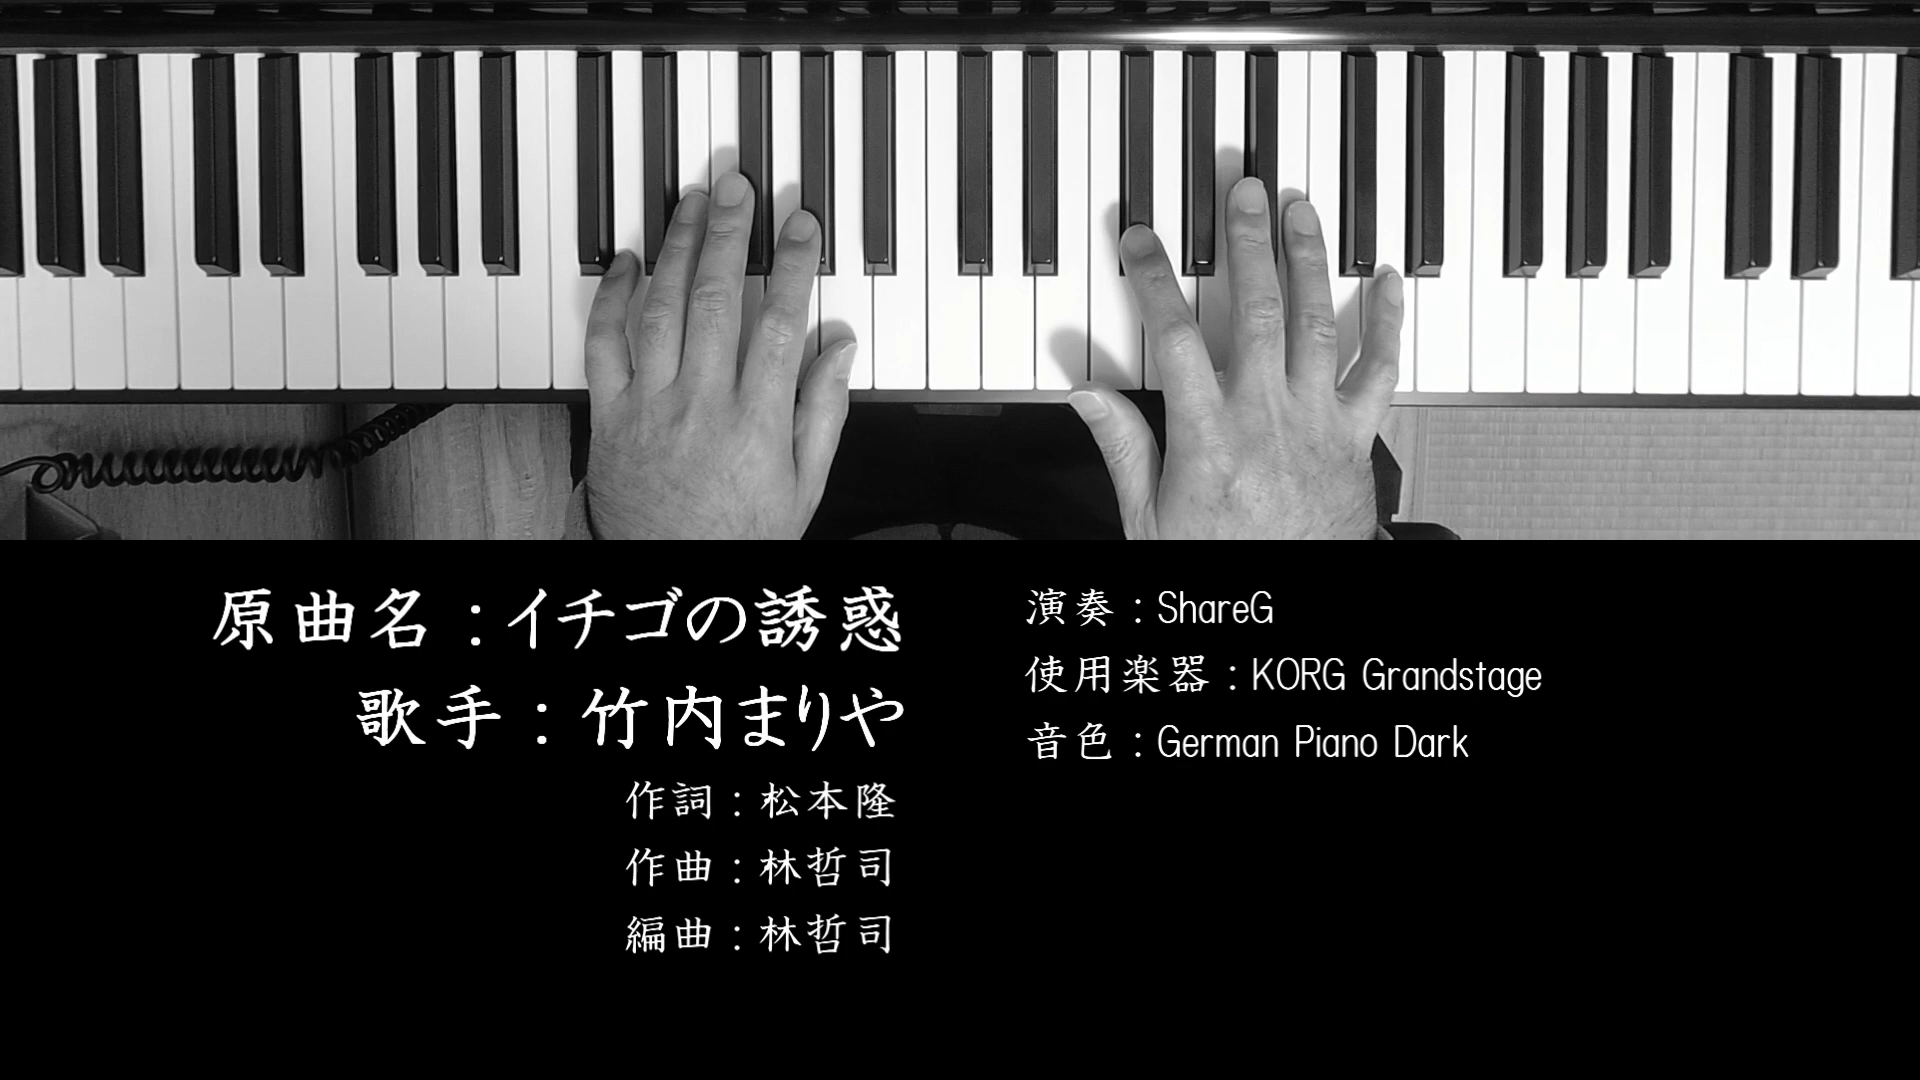 原曲名：イチゴの誘惑
歌手：竹内まりや
作詞：松本隆
作曲：林哲司
編曲：林哲司
演奏：ShareG
使用楽器：KORG Grandstage
音色：German Piano Dark